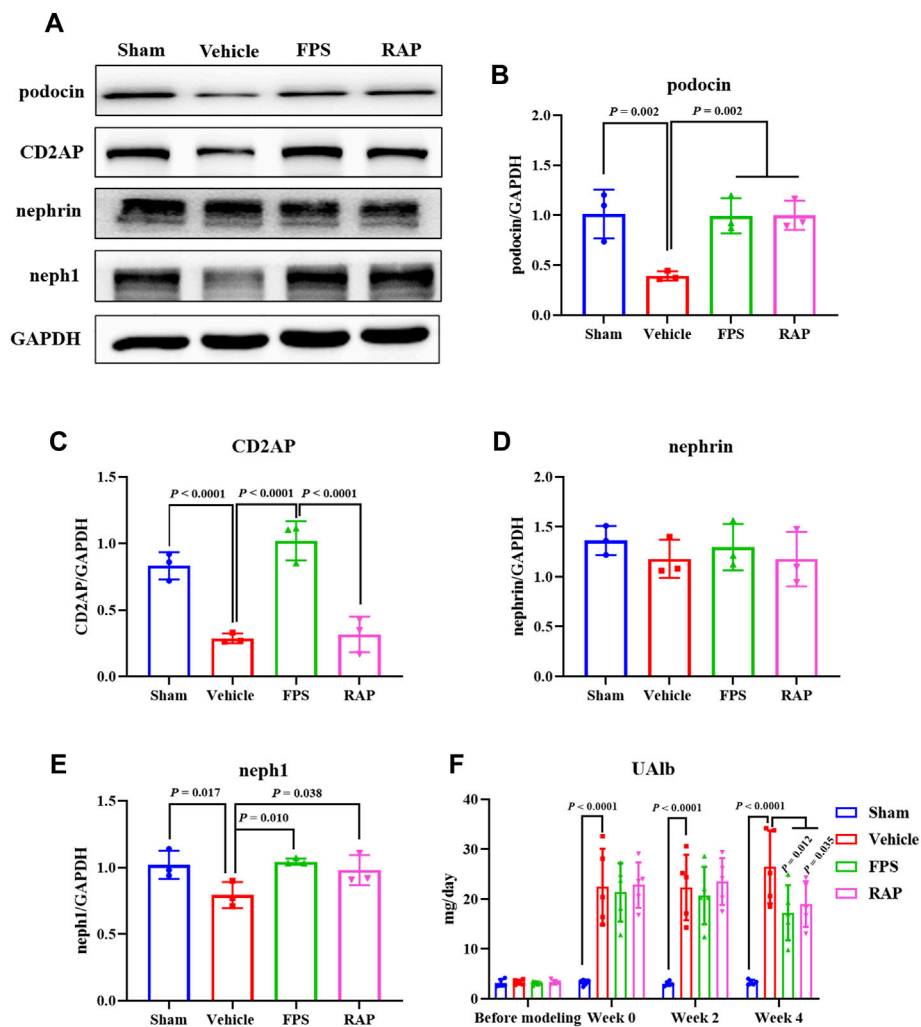 A
Sham Vehicle FPS RAP
podocin
CD2AP
nephrin
neph1
GAPDH
B
podocin
P = 0.002 P = 0.002
podocin/GAPDH
2.0
1.5
1.0
0.5
0.0
Sham Vehicle FPS RAP
C
CD2AP
P < 0.0001 P < 0.0001 P < 0.0001
CD2AP/GAPDH
1.5
1.0
0.5
0.0
Sham Vehicle FPS RAP
D
nephrin
nephrin/GAPDH
2.0
1.5
1.0
0.5
0.0
Sham Vehicle FPS RAP
E
neph1
P = 0.017 P = 0.038
P = 0.010
neph1/GAPDH
1.5
1.0
0.5
0.0
Sham Vehicle FPS RAP
F
UAlb
P < 0.0001 P < 0.0001 P < 0.0001
P = 0.012
P = 0.035
mg/day
40
30
20
10
0
Before modeling Week 0 Week 2 Week 4
Sham
Vehicle
FPS
RAP